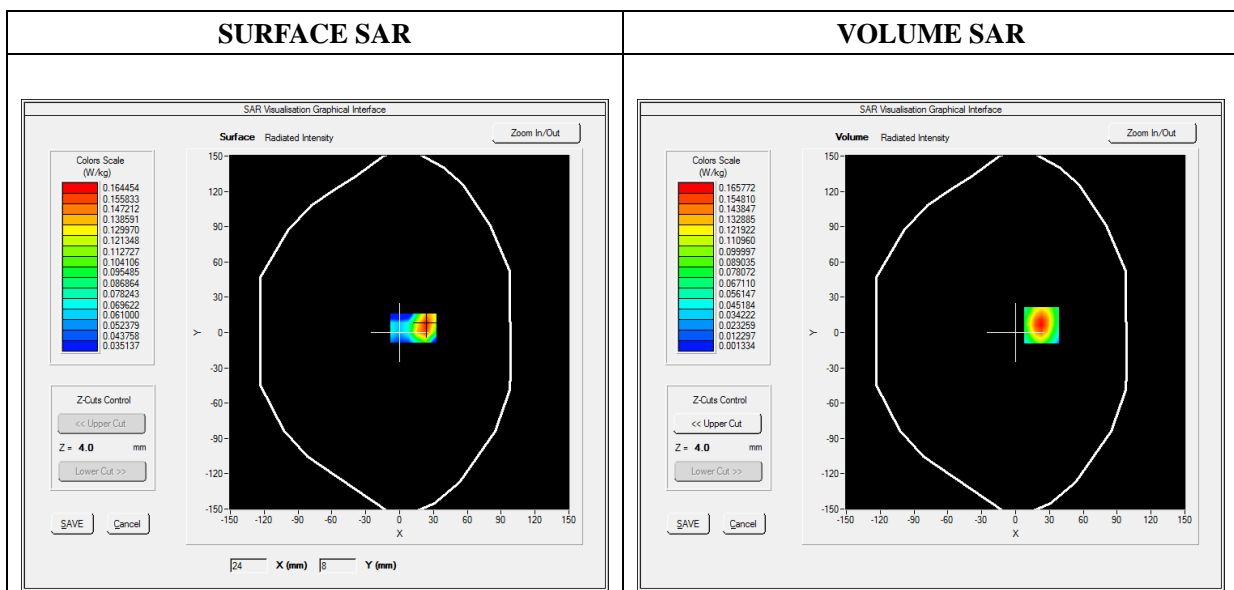 SURFACE SAR
VOLUME SAR
SAR Visualisation Graphical Interface
Surface Radiated Intensity
Zoom In/Out
Colors Scale
(W/kg)
0.164454
0.155833
0.147212
0.138591
0.129970
0.121348
0.112727
0.104106
0.095485
0.086864
0.078243
0.069622
0.061000
0.052379
0.043758
0.035137
Z-Cuts Control
<< Upper Cut
Z = 4.0 mm
Lower Cut >>
SAVE Cancel
150
120
90
60
30
0
-30
-60
-90
-120
-150
Y
-150 -120 -90 -60 -30 0 30 60 90 120 150
X
24 X (mm) 8 Y (mm)
SAR Visualisation Graphical Interface
Volume Radiated Intensity
Zoom In/Out
Colors Scale
(W/kg)
0.165772
0.154810
0.143847
0.132885
0.121922
0.110960
0.099997
0.089035
0.078072
0.067110
0.056147
0.045184
0.034222
0.023259
0.012297
0.001334
Z-Cuts Control
<< Upper Cut
Z = 4.0 mm
Lower Cut >>
SAVE Cancel
150
120
90
60
30
0
-30
-60
-90
-120
-150
Y
-150 -120 -90 -60 -30 0 30 60 90 120 150
X